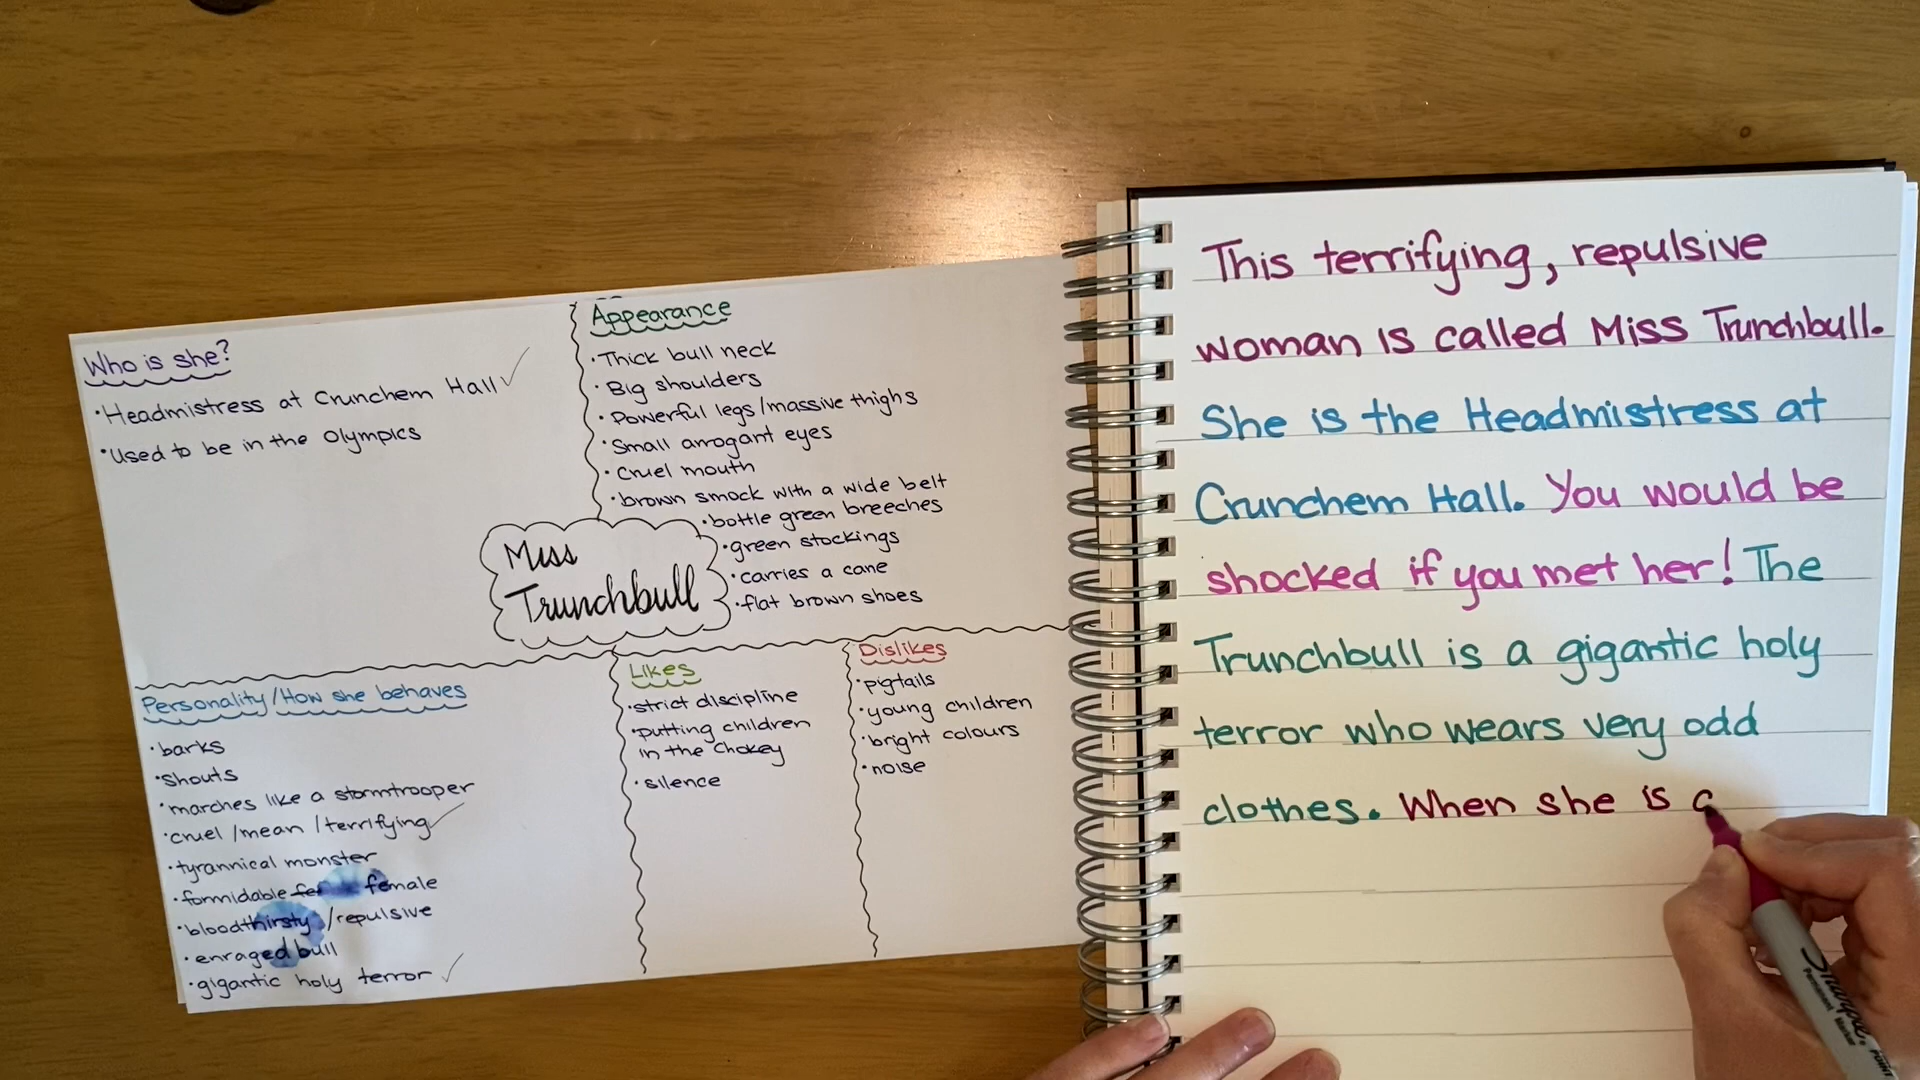 Who is she?
•Headmistress at Crunchem Hall ✓
•Used to be in the Olympics
Appearance
•Thick bull neck
•Big shoulders
•Powerful legs/massive thighs
•Small arrogant eyes
•Cruel mouth
•brown smock with a wide belt
•bottle green breeches
•green stockings
•carries a cane
•flat brown shoes
Miss
Trunchbull
Personality/How she behaves
•barks
•Shouts
•marches like a stormtrooper
•cruel/mean/terrifying ✓
•tyrannical monster
•formidable fe female
•bloodthirsty/repulsive
•enraged bull
•gigantic holy terror ✓
Likes
•strict discipline
•putting children
in the Chokey
•silence
Dislikes
•pigtails
•young children
•bright colours
•noise
This terrifying, repulsive
woman is called Miss Trunchbull.
She is the Headmistress at
Crunchem Hall. You would be
shocked if you met her! The
Trunchbull is a gigantic holy
terror who wears very odd
clothes. When she is
Sharpie